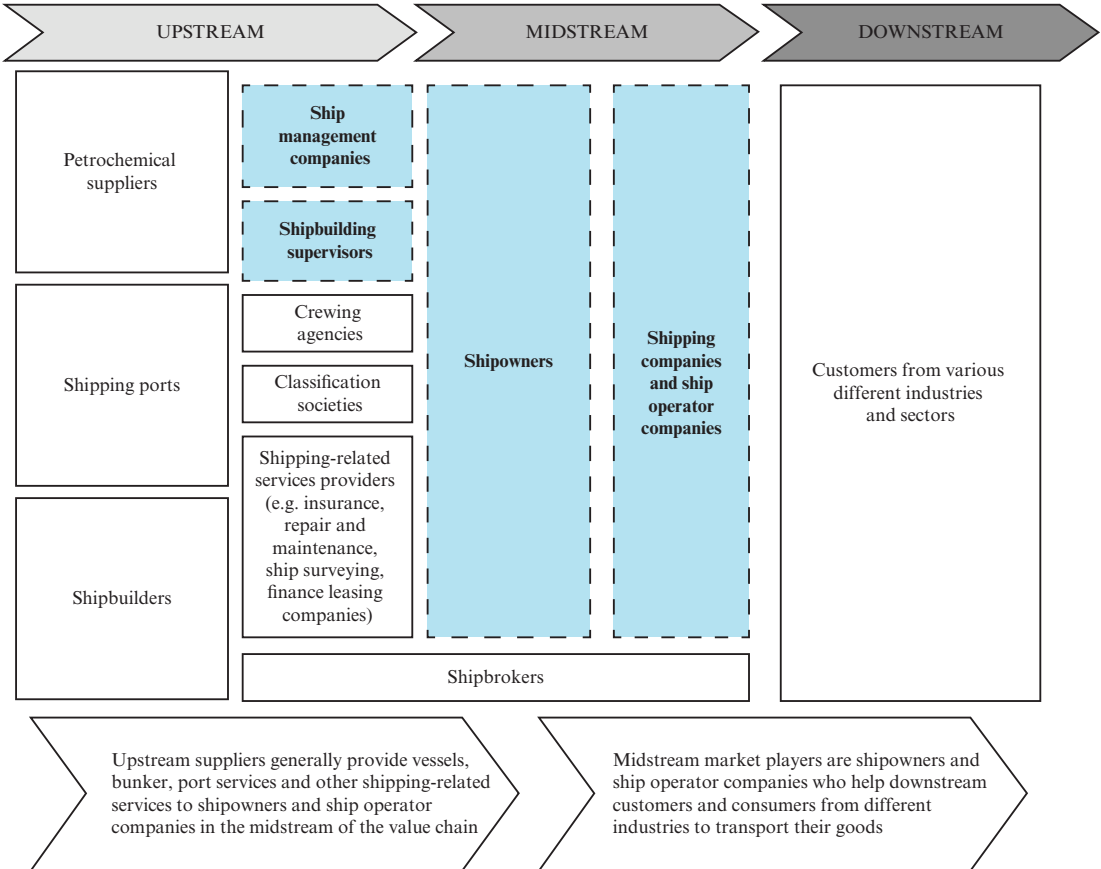 UPSTREAM
MIDSTREAM
DOWNSTREAM
Petrochemical
suppliers
Shipping ports
Shipbuilders
Ship
management
companies
Shipbuilding
supervisors
Crewing
agencies
Classification
societies
Shipping-related
services providers
(e.g. insurance,
repair and
maintenance,
ship surveying,
finance leasing
companies)
Shipowners
Shipping
companies
and ship
operator
companies
Shipbrokers
Customers from various
different industries
and sectors
Upstream suppliers generally provide vessels,
bunker, port services and other shipping-related
services to shipowners and ship operator
companies in the midstream of the value chain
Midstream market players are shipowners and
ship operator companies who help downstream
customers and consumers from different
industries to transport their goods